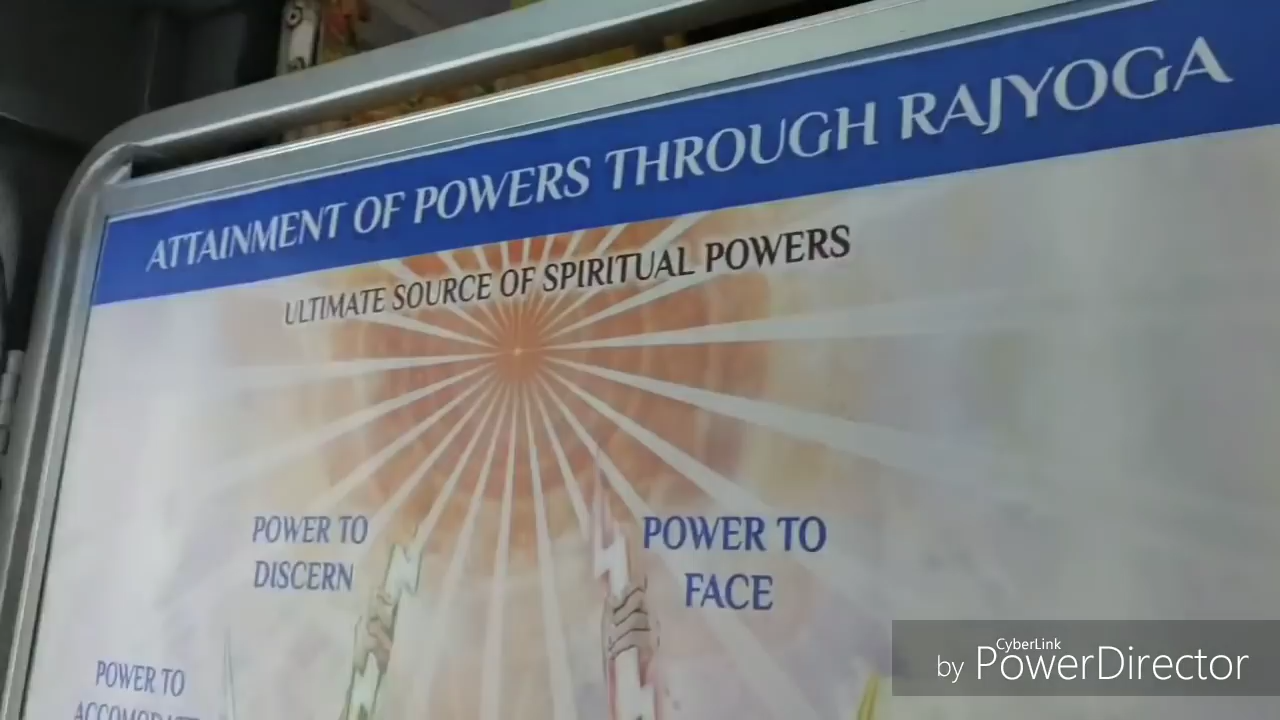 ATTAINMENT OF POWERS THROUGH RAJYOGA
ULTIMATE SOURCE OF SPIRITUAL POWERS
POWER TO
DISCERN
POWER TO
FACE
POWER TO
CyberLink
by PowerDirector